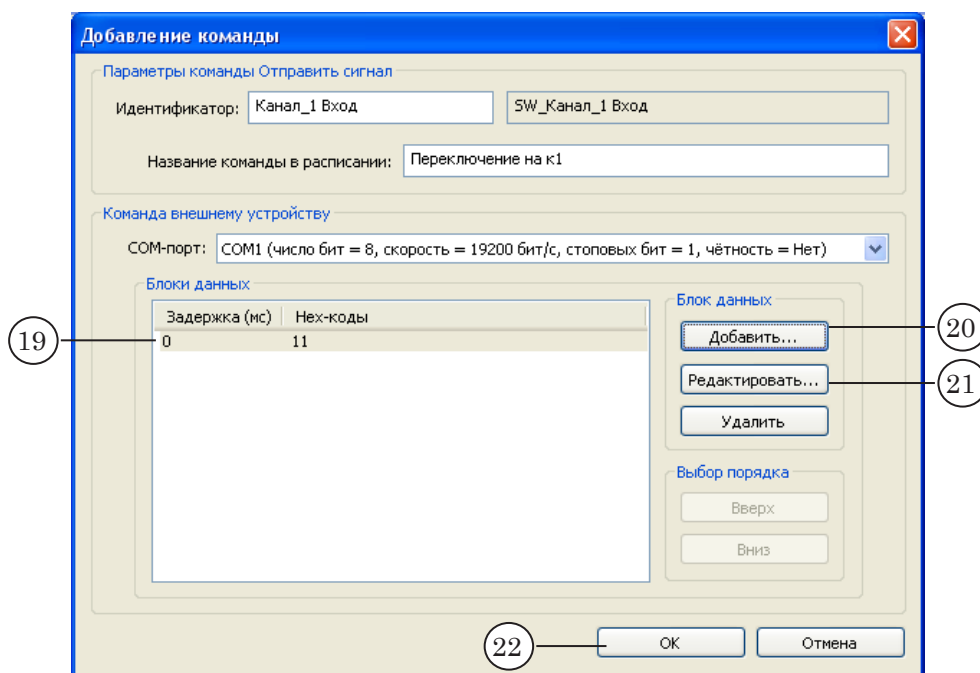 Добавление команды
Параметры команды Отправить сигнал
Идентификатор: Канал_1 Вход SW_Канал_1 Вход
Название команды в расписании: Переключение на к1
Команда внешнему устройству
COM-порт: COM1 (число бит = 8, скорость = 19200 бит/с, стоповых бит = 1, чётность = Нет)
Блоки данных
Блок данных
Задержка (мс) Hex-коды
19 0 11
Добавить... 20
Редактировать... 21
Удалить
Выбор порядка
Вверх
Вниз
22 OK Отмена